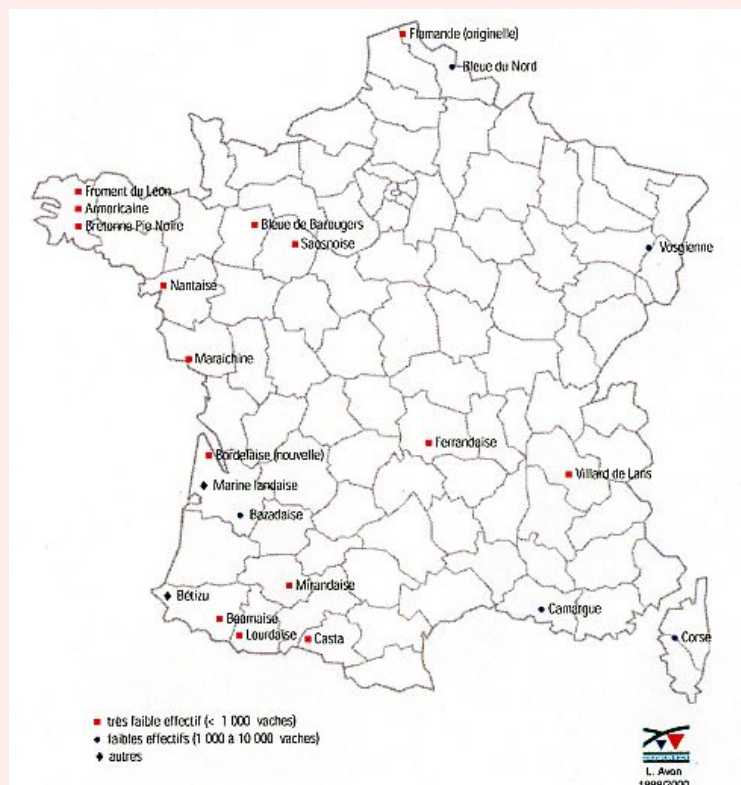 Flamande (originelle)
Bleue du Nord
Froment du Léon
Armoricaine
Bretonne Pie Noire
Bleue de Bazougers
Saosnoise
Vosgienne
Nantaise
Maraîchine
Ferrandaise
Bordelaise (nouvelle)
Villard de Lans
Marine landaise
Bazadaise
Mirandaise
Bétizu
Camargue
Béarnaise
Lourdaise
Casta
Corse
très faible effectif (< 1 000 vaches)
faibles effectifs (1 000 à 10 000 vaches)
autres
L. Avon
1999/2000